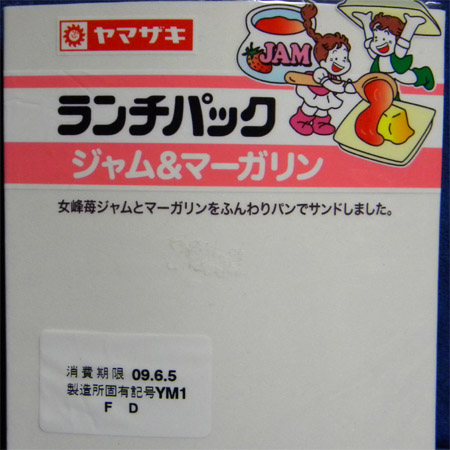 ヤマザキ
JAM
ランチパック
ジャム&マーガリン
女峰苺ジャムとマーガリンをふんわりパンでサンドしました。
消費期限 09.6.5
製造所固有記号YM1
F D